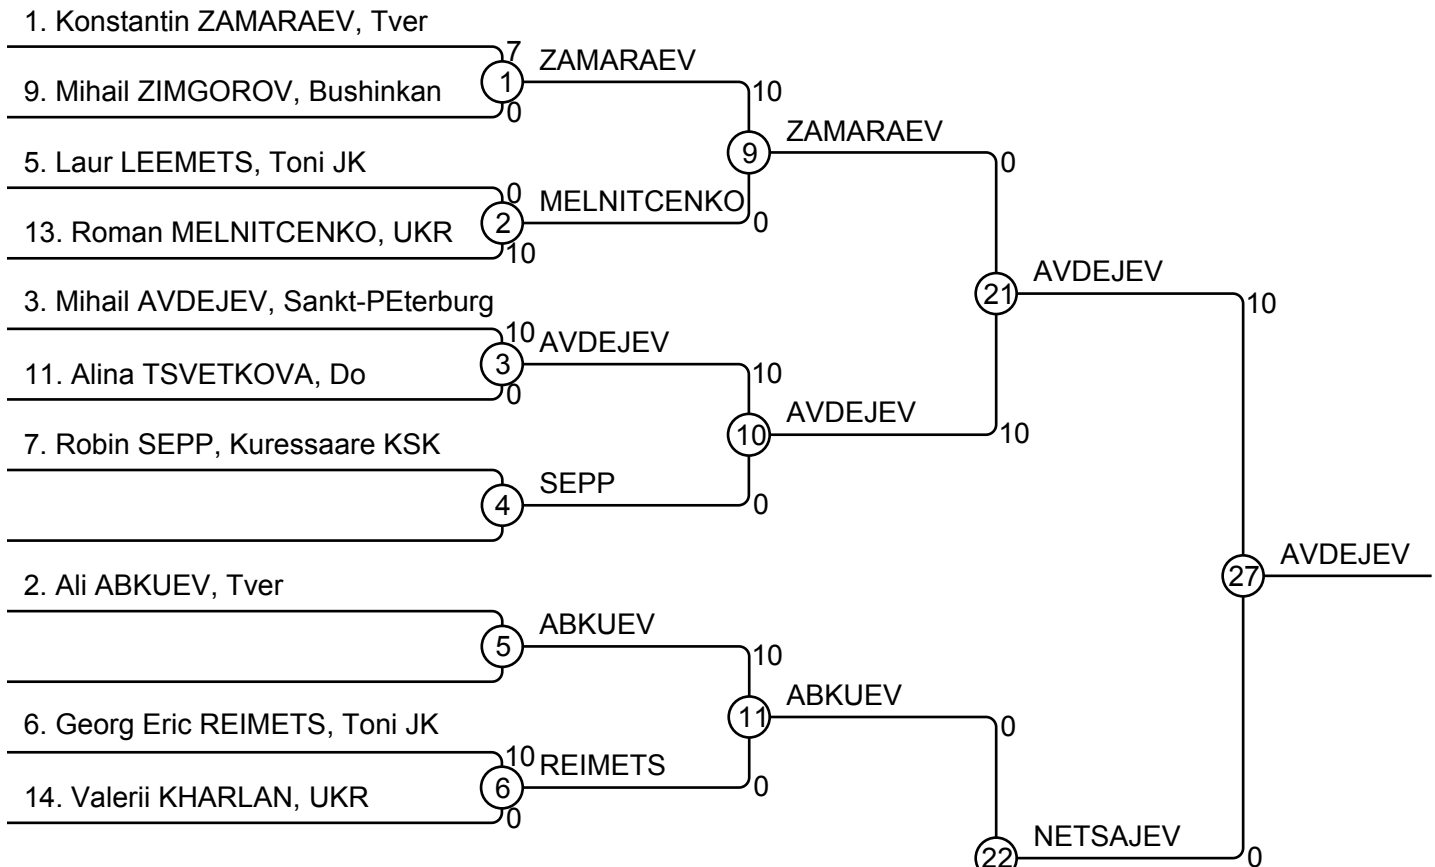 1. Konstantin ZAMARAEV, Tver
7
ZAMARAEV
1
9. Mihail ZIMGOROV, Bushinkan
0
10
ZAMARAEV
9
5. Laur LEEMETS, Toni JK
0
0
MELNITCENKO
2
13. Roman MELNITCENKO, UKR
0
10
AVDEJEV
21
3. Mihail AVDEJEV, Sankt-PEterburg
10
10
AVDEJEV
3
11. Alina TSVETKOVA, Do
0
10
AVDEJEV
10
10
7. Robin SEPP, Kuressaare KSK
SEPP
4
0
AVDEJEV
27
2. Ali ABKUEV, Tver
ABKUEV
5
10
ABKUEV
11
6. Georg Eric REIMETS, Toni JK
0
10
REIMETS
6
14. Valerii KHARLAN, UKR
0
0
NETSAJEV
22
0